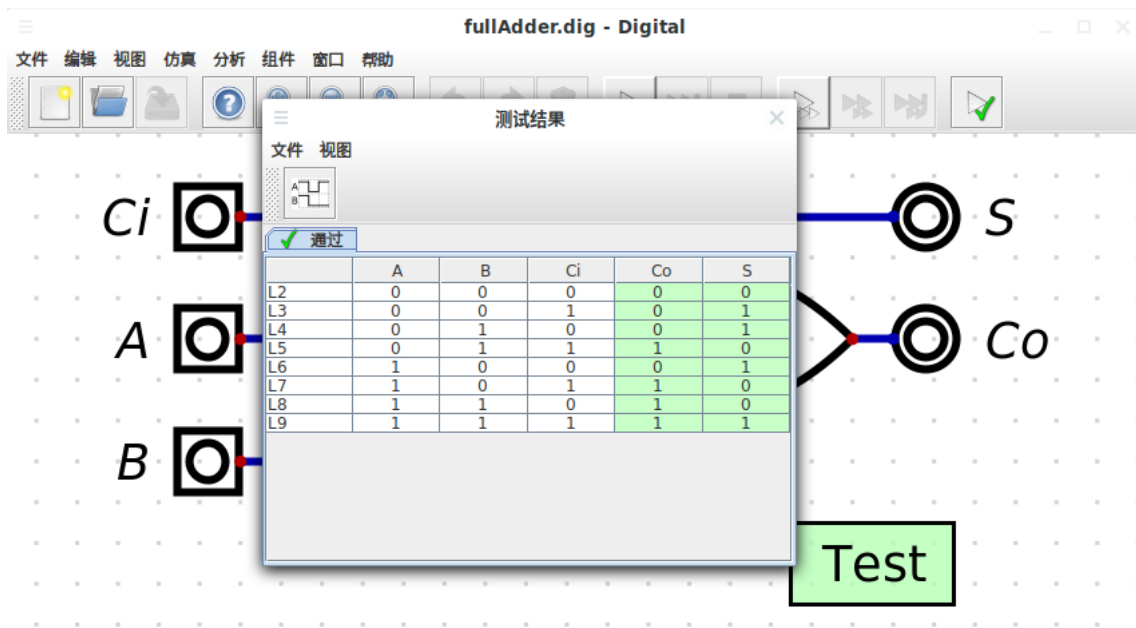 fullAdder.dig - Digital
文件 编辑 视图 仿真 分析 组件 窗口 帮助
?
测试结果
文件 视图
A
B
通过
A B Ci Co S
L2 0 0 0 0 0
L3 0 0 1 0 1
L4 0 1 0 0 1
L5 0 1 1 1 0
L6 1 0 0 0 1
L7 1 0 1 1 0
L8 1 1 0 1 0
L9 1 1 1 1 1
Ci
S
A
Co
B
Test